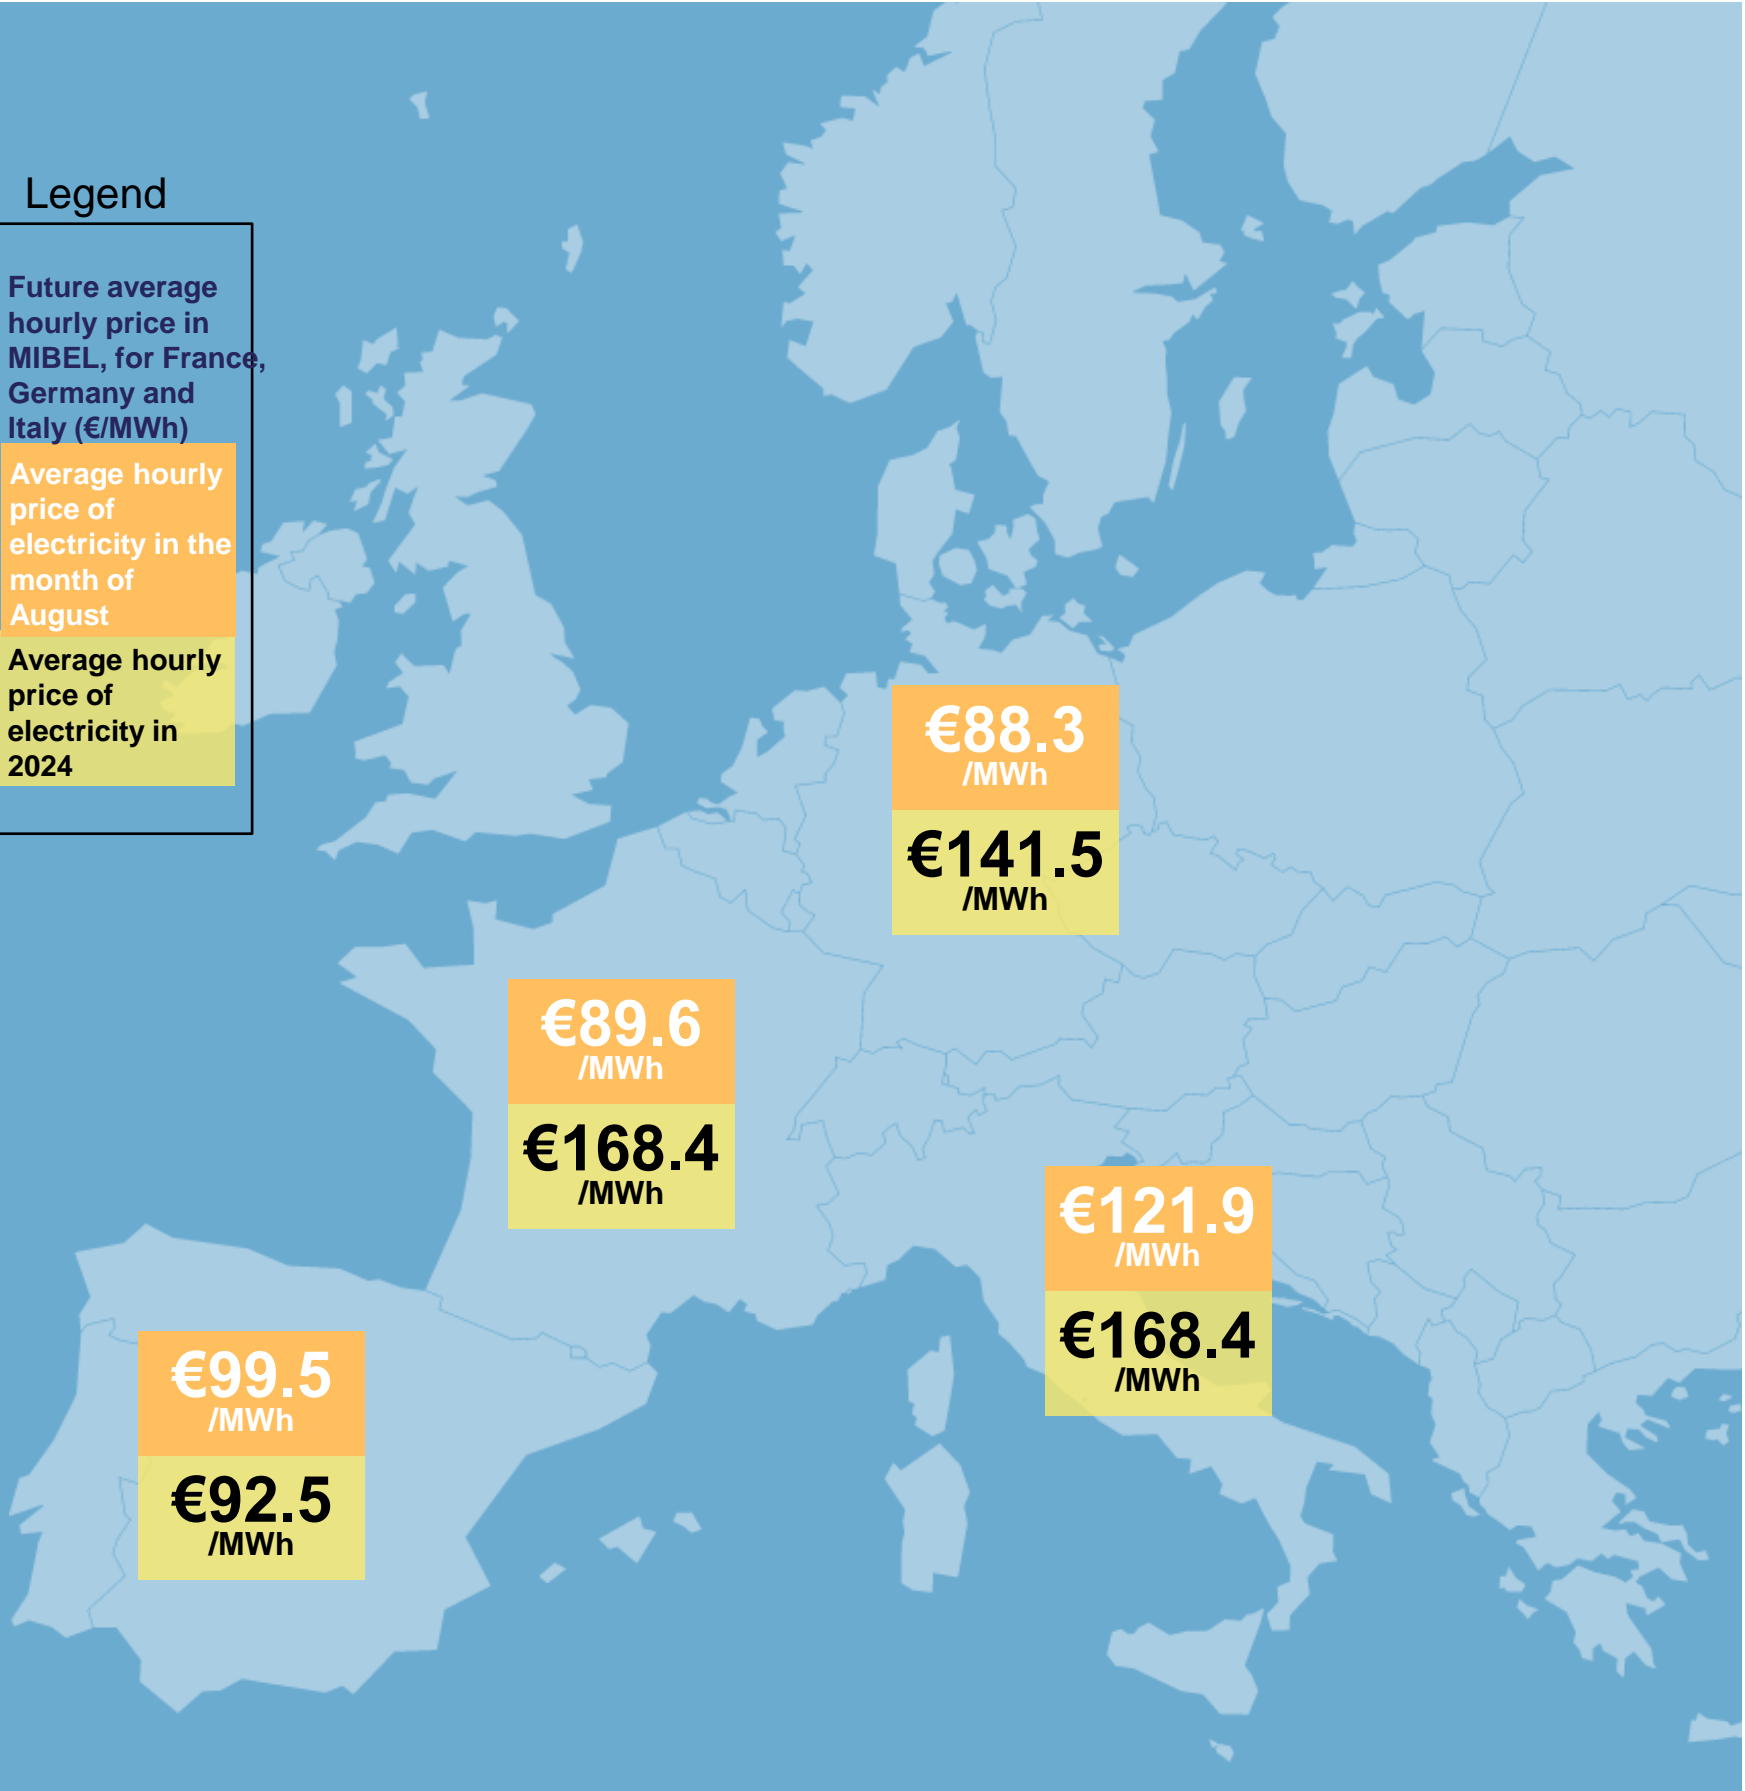 Legend
Future average
hourly price in
MIBEL, for France,
Germany and
Italy (€/MWh)
Average hourly
price of
electricity in the
month of
August
Average hourly
price of
electricity in
2024
€88.3
/MWh
€141.5
/MWh
€89.6
/MWh
€168.4
/MWh
€121.9
/MWh
€168.4
/MWh
€99.5
/MWh
€92.5
/MWh